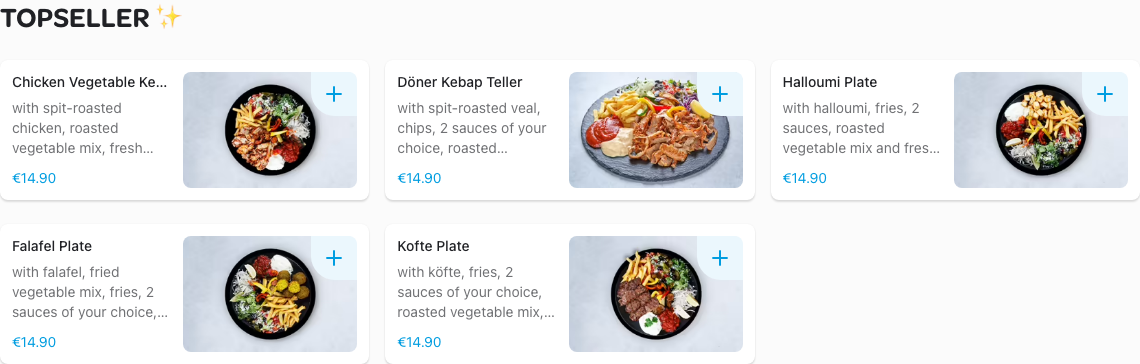 TOPSELLER ✨
Chicken Vegetable Ke...
with spit-roasted
chicken, roasted
vegetable mix, fresh...
€14.90
Döner Kebap Teller
with spit-roasted veal,
chips, 2 sauces of your
choice, roasted...
€14.90
Halloumi Plate
with halloumi, fries, 2
sauces, roasted
vegetable mix and fres...
€14.90
Falafel Plate
with falafel, fried
vegetable mix, fries, 2
sauces of your choice,...
€14.90
Kofte Plate
with köfte, fries, 2
sauces of your choice,
roasted vegetable mix,...
€14.90